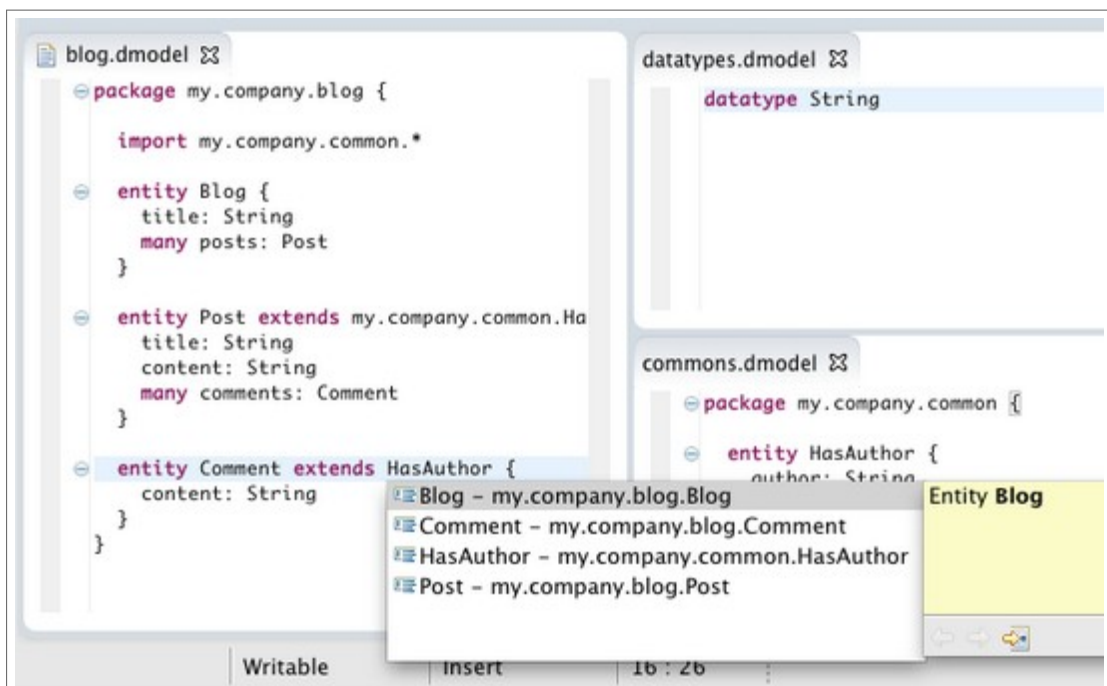 blog.dmodel
package my.company.blog {
import my.company.common.*
entity Blog {
title: String
many posts: Post
}
entity Post extends my.company.common.Ha
title: String
content: String
many comments: Comment
}
entity Comment extends HasAuthor {
content: String
}
}
datatypes.dmodel
datatype String
commons.dmodel
package my.company.common {
entity HasAuthor {
author: String
Blog – my.company.blog.Blog
Comment – my.company.blog.Comment
HasAuthor – my.company.common.HasAuthor
Post – my.company.blog.Post
Entity Blog
Writable
Insert
16 : 26